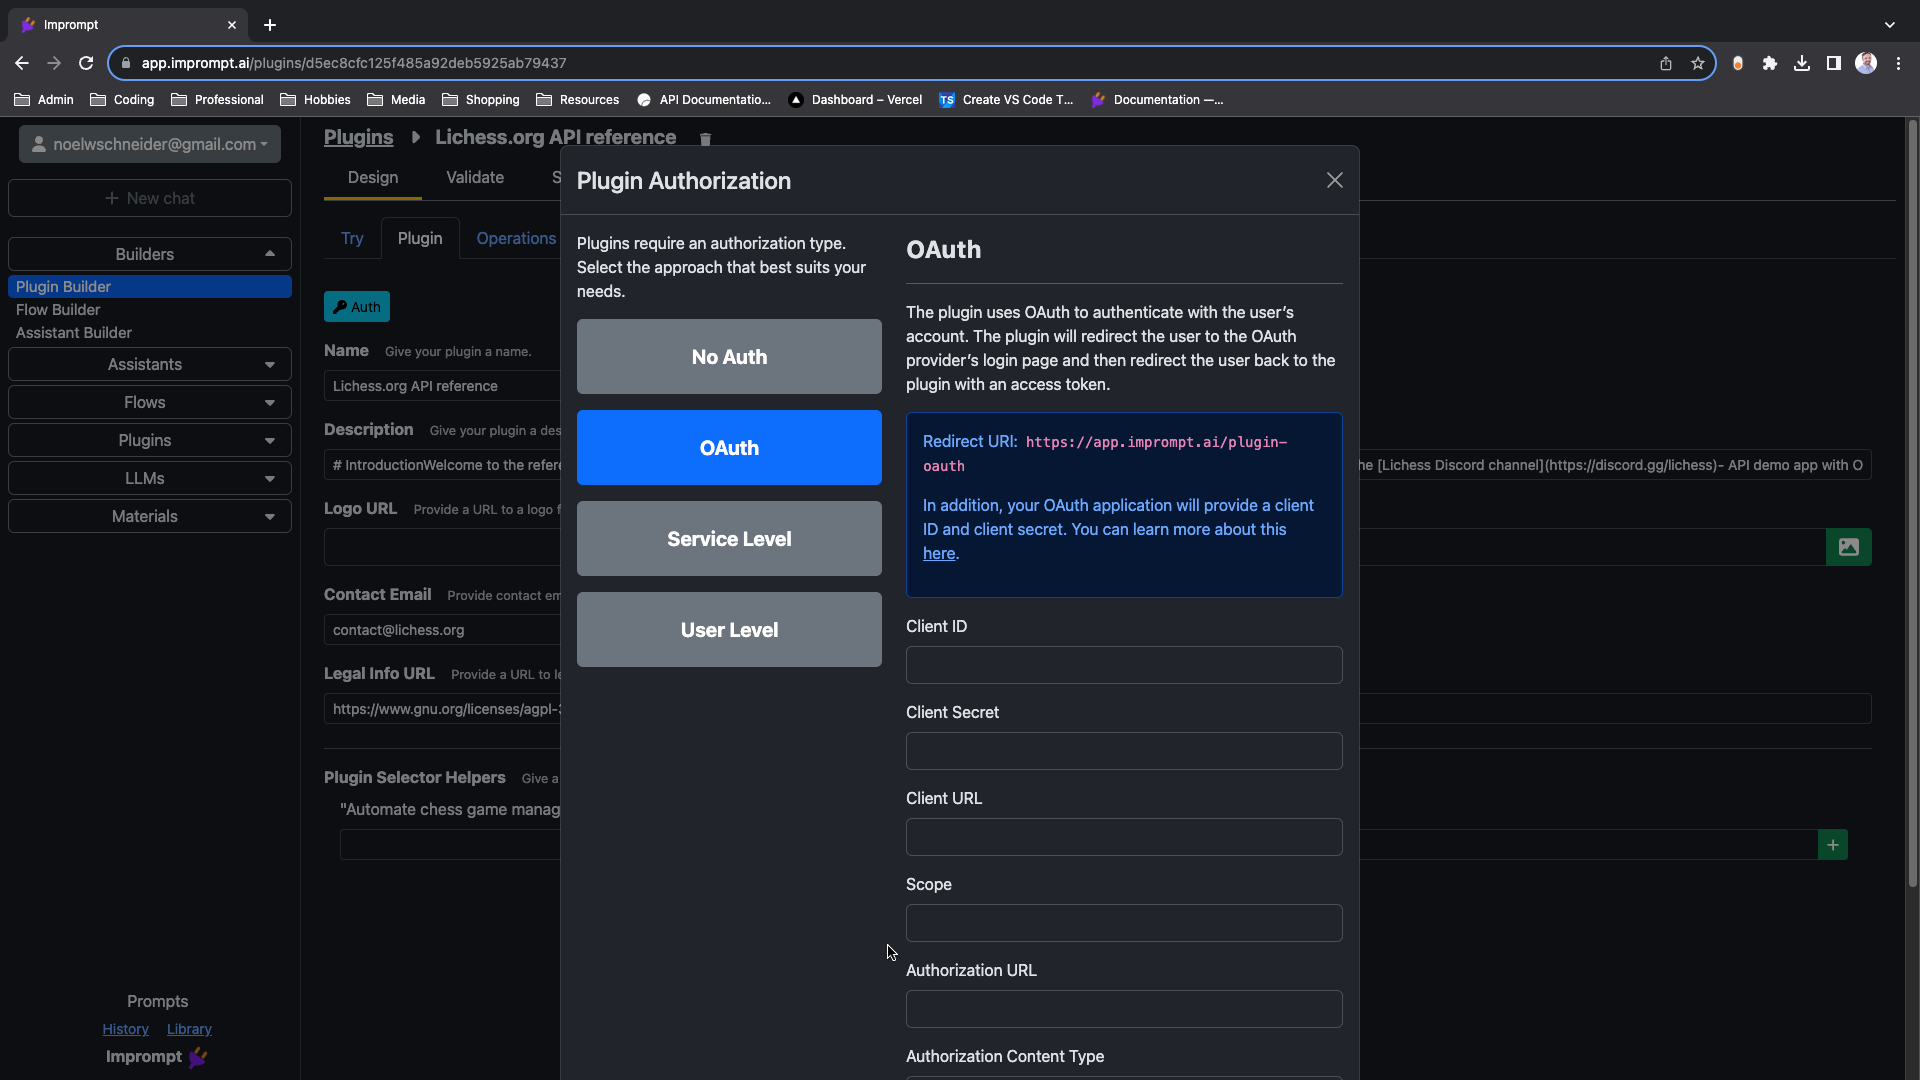 Imprompt
app.imprompt.ai/plugins/d5ec8cfc125f485a92deb5925ab79437
Admin
Coding
Professional
Hobbies
Media
Shopping
Resources
API Documentatio...
Dashboard – Vercel
TS Create VS Code T...
Documentation —...
noelwschneider@gmail.com
+ New chat
Builders
Plugin Builder
Flow Builder
Assistant Builder
Assistants
Flows
Plugins
LLMs
Materials
Prompts
History Library
Imprompt
Plugins Lichess.org API reference
Design Validate S
Try Plugin Operations
Auth
Name Give your plugin a name.
Lichess.org API reference
Description Give your plugin a des
# IntroductionWelcome to the refere
he [Lichess Discord channel](https://discord.gg/lichess)- API demo app with O
Logo URL Provide a URL to a logo f
Contact Email Provide contact em
contact@lichess.org
Legal Info URL Provide a URL to le
https://www.gnu.org/licenses/agpl-3
Plugin Selector Helpers Give a
"Automate chess game manag
+
Plugin Authorization
Plugins require an authorization type.
Select the approach that best suits your
needs.
No Auth
OAuth
Service Level
User Level
OAuth
The plugin uses OAuth to authenticate with the user's
account. The plugin will redirect the user to the OAuth
provider's login page and then redirect the user back to the
plugin with an access token.
Redirect URI: https://app.imprompt.ai/plugin-
oauth
In addition, your OAuth application will provide a client
ID and client secret. You can learn more about this
here.
Client ID
Client Secret
Client URL
Scope
Authorization URL
Authorization Content Type